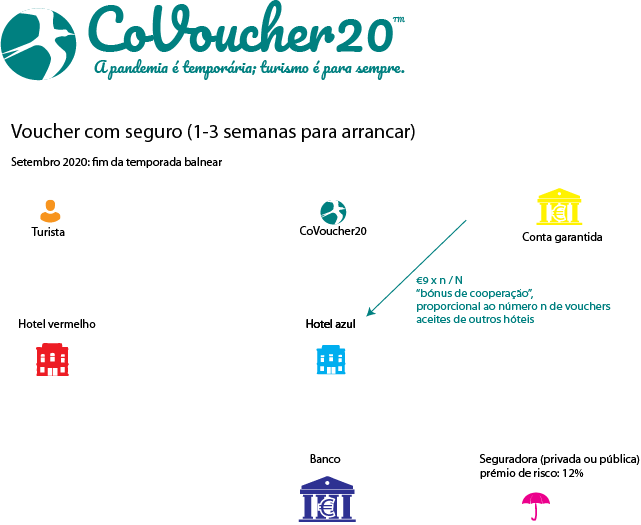 CoVoucher20™
A pandemia é temporária; turismo é para sempre.
Voucher com seguro (1-3 semanas para arrancar)
Setembro 2020: fim da temporada balnear
Turista
CoVoucher20
€
Conta garantida
€9 x n / N
“bónus de cooperação”,
proporcional ao número n de vouchers
aceites de outros hóteis
Hotel vermelho
Hotel azul
Banco
€
Seguradora (privada ou pública)
prémio de risco: 12%